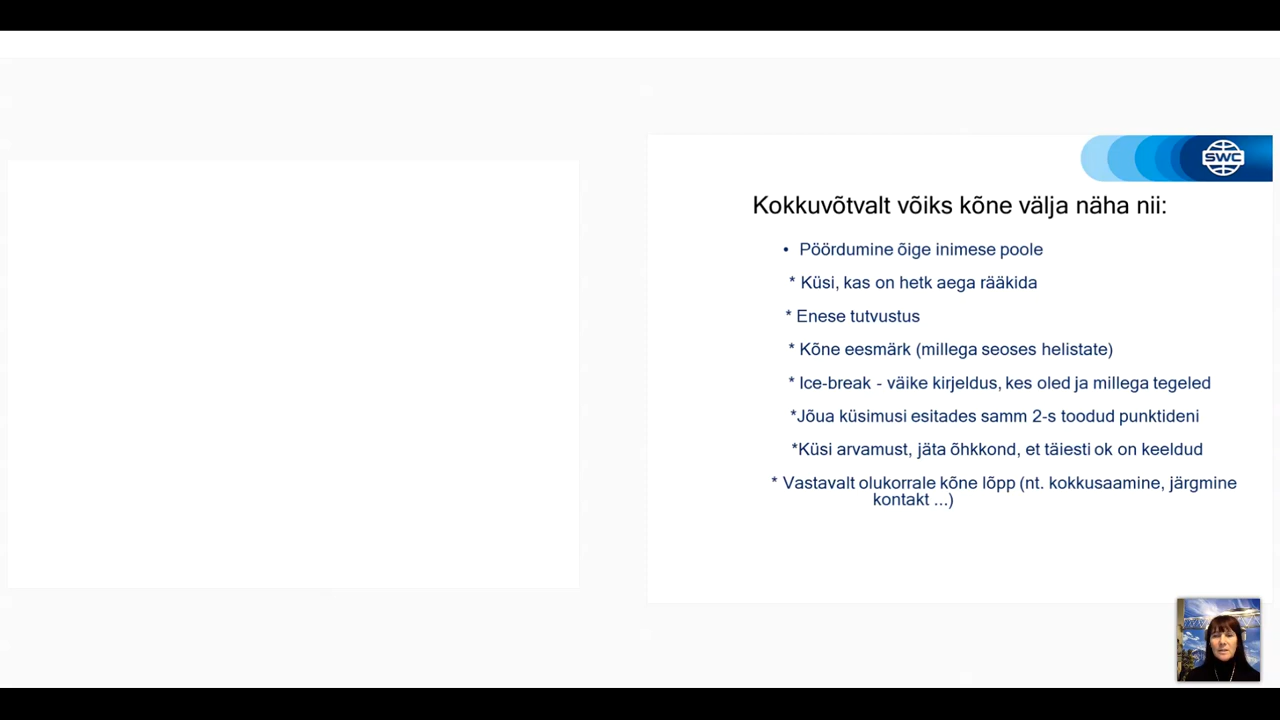 SWC
Kokkuvõtvalt võiks kõne välja näha nii:
• Pöördumine õige inimese poole
* Küsi, kas on hetk aega rääkida
* Enese tutvustus
* Kõne eesmärk (millega seoses helistate)
* Ice-break - väike kirjeldus, kes oled ja millega tegeled
*Jõua küsimusi esitades samm 2-s toodud punktideni
*Küsi arvamust, jäta õhkkond, et täiesti ok on keeldud
* Vastavalt olukorrale kõne lõpp (nt. kokkusaamine, järgmine
kontakt ...)